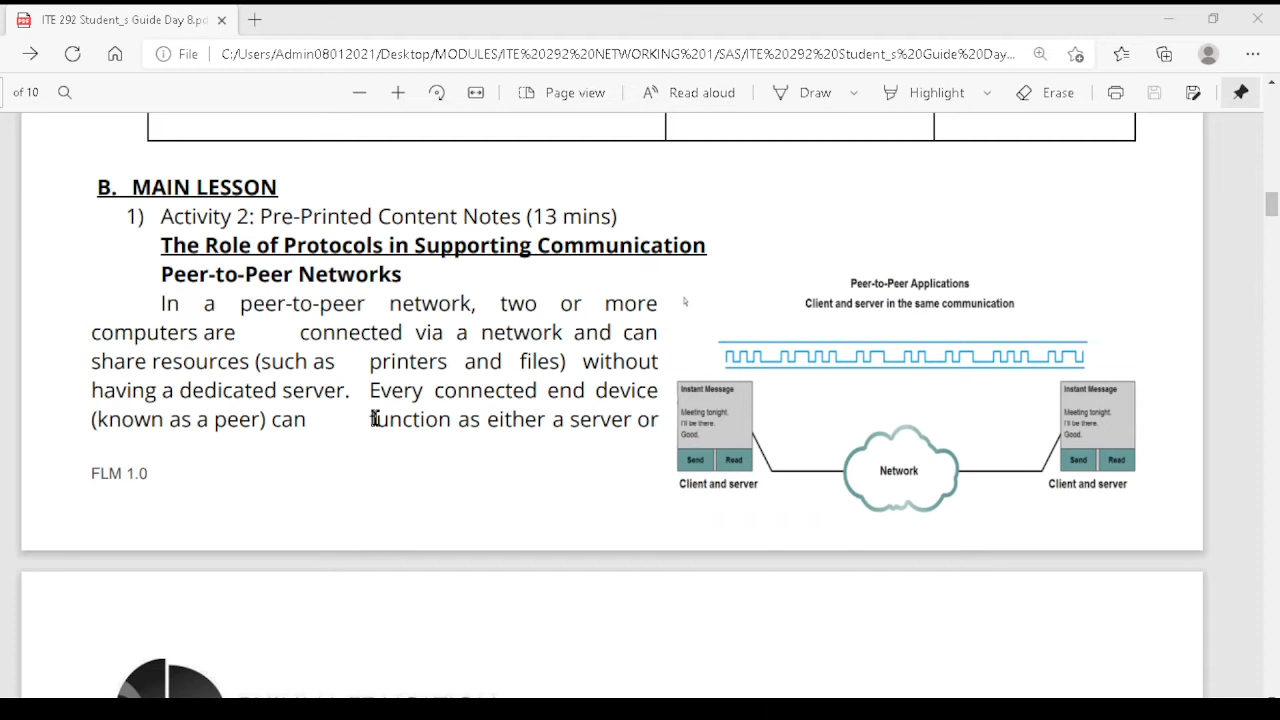 ITE 292 Student_s Guide Day 8.pd
File
C:/Users/Admin08012021/Desktop/MODULES/ITE%20292%20NETWORKING%201/SAS/ITE%20292%20Student_s%20Guide%20Day...
of 10
Page view
Read aloud
Draw
Highlight
Erase
B. MAIN LESSON
1) Activity 2: Pre-Printed Content Notes (13 mins)
The Role of Protocols in Supporting Communication
Peer-to-Peer Networks
In a peer-to-peer network, two or more
computers are connected via a network and can
share resources (such as printers and files) without
having a dedicated server. Every connected end device
(known as a peer) can function as either a server or
FLM 1.0
Peer-to-Peer Applications
Client and server in the same communication
Instant Message
Meeting tonight.
I'll be there.
Good.
Send Read
Client and server
Network
Instant Message
Meeting tonight.
I'll be there.
Good.
Send Read
Client and server